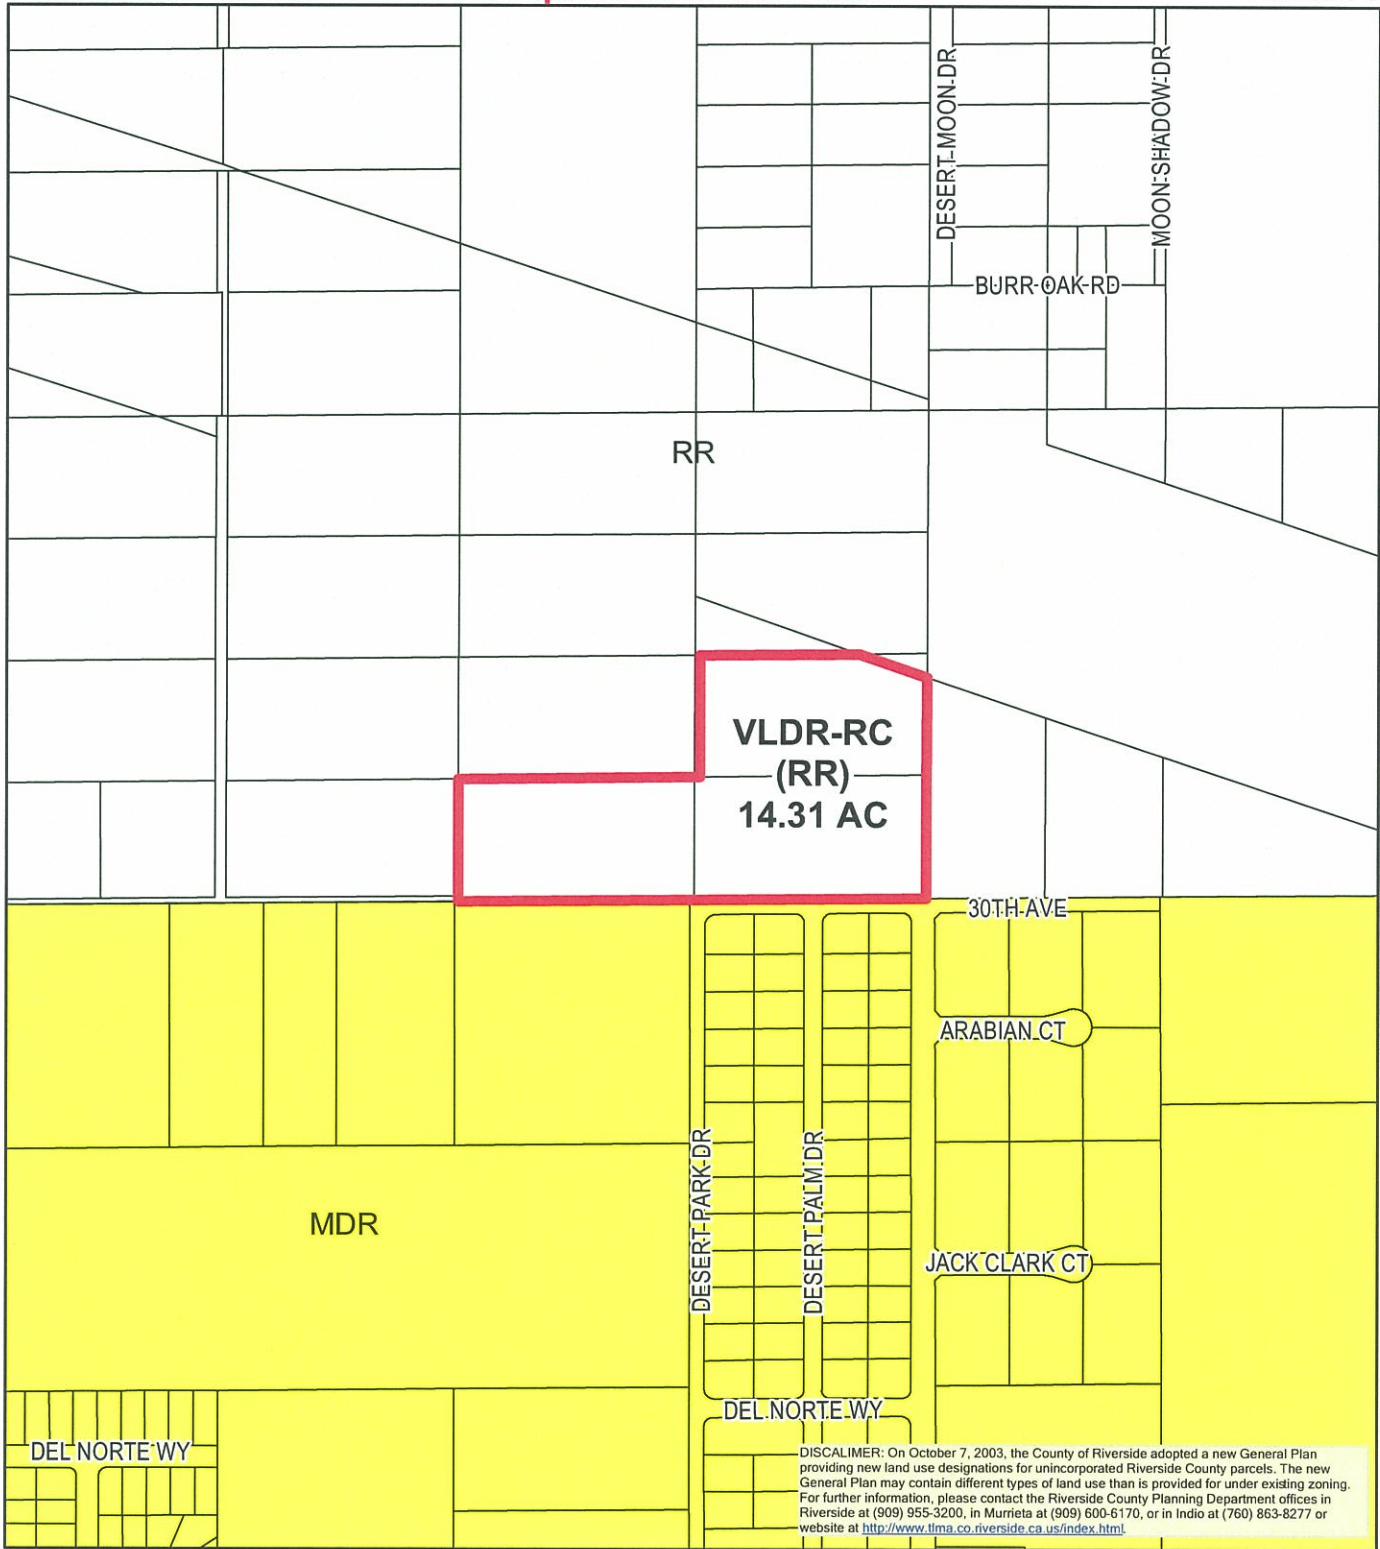 DESERT MOON DR
MOON SHADOW DR
BURR OAK RD
RR
VLDR-RC
(RR)
14.31 AC
30TH AVE
ARABIAN CT
DESERT PARK DR
DESERT PALM DR
MDR
JACK CLARK CT
DEL NORTE WY
DEL NORTE WY
DISCALIMER: On October 7, 2003, the County of Riverside adopted a new General Plan
providing new land use designations for unincorporated Riverside County parcels. The new
General Plan may contain different types of land use than is provided for under existing zoning.
For further information, please contact the Riverside County Planning Department offices in
Riverside at (909) 955-3200, in Murrieta at (909) 600-6170, or in Indio at (760) 863-8277 or
website at http://www.tlma.co.riverside.ca.us/index.html.